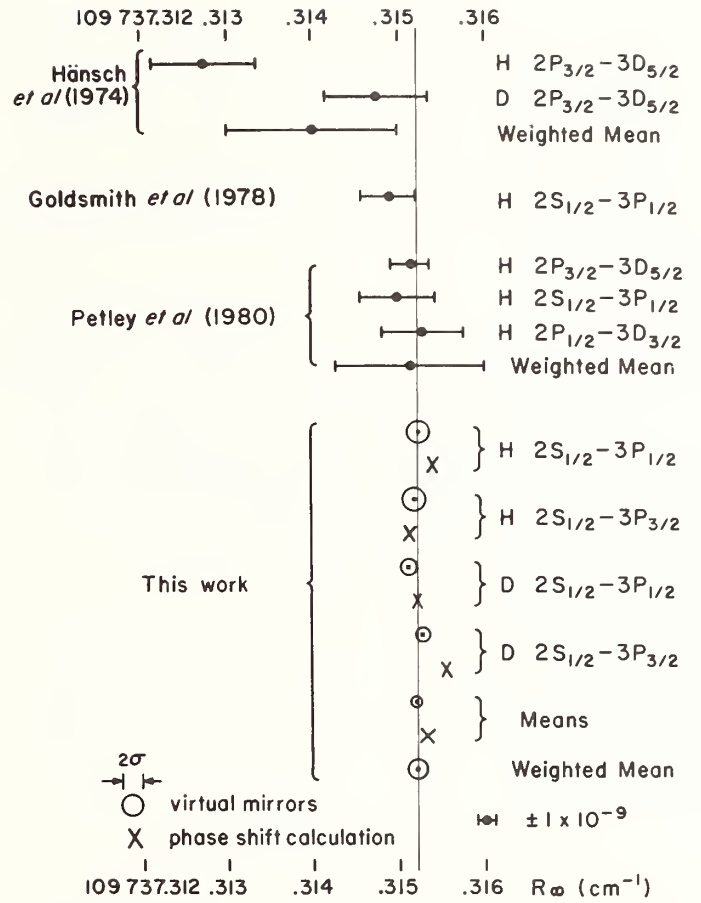 109 737.312 .313 .314 .315 .316
Hänsch
et al (1974)
H 2P3/2–3D5/2
D 2P3/2–3D5/2
Weighted Mean
Goldsmith et al (1978) H 2S1/2–3P1/2
Petley et al (1980)
H 2P3/2–3D5/2
H 2S1/2–3P1/2
H 2P1/2–3D3/2
Weighted Mean
This work
H 2S1/2–3P1/2
H 2S1/2–3P3/2
D 2S1/2–3P1/2
D 2S1/2–3P3/2
Means
Weighted Mean
2σ
virtual mirrors
X phase shift calculation
±1 x 10⁻⁹
109 737.312 .313 .314 .315 .316 R∞ (cm⁻¹)